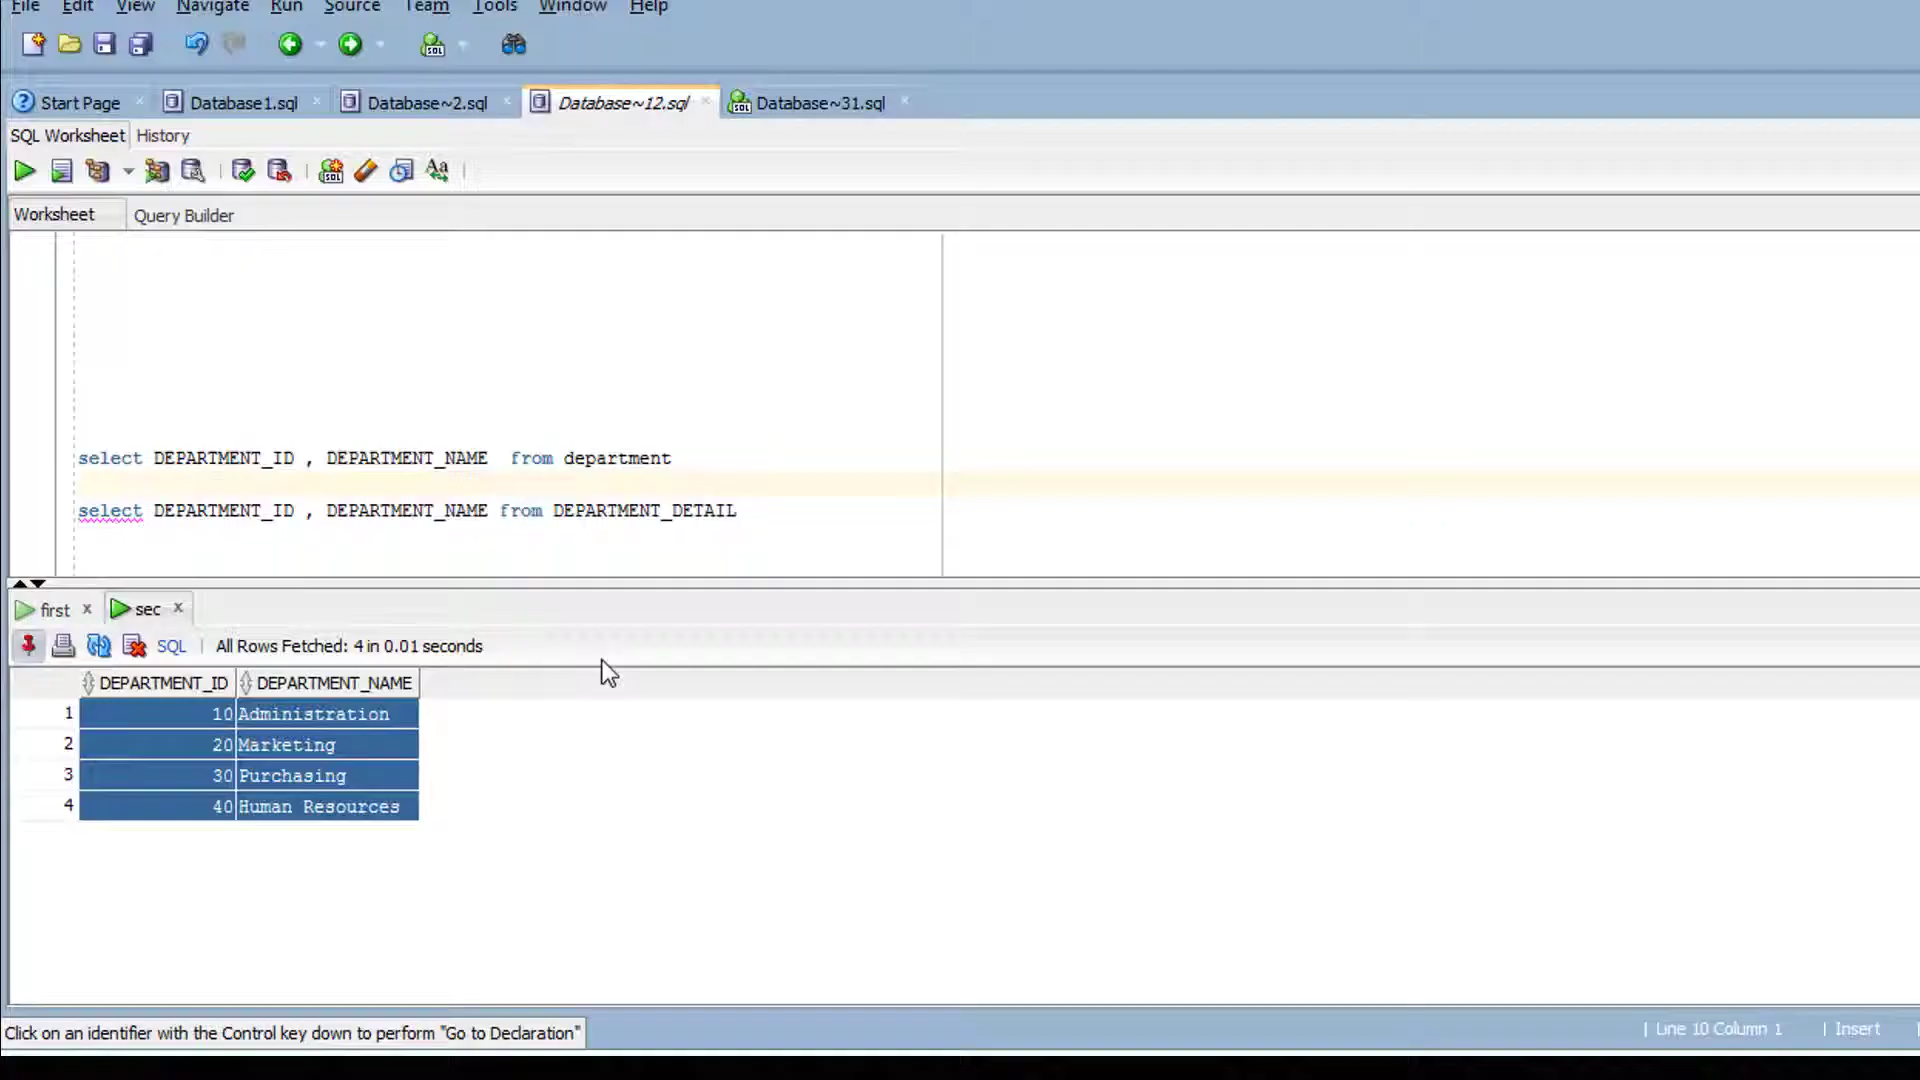 File Edit View Navigate Run Source Team Tools Window Help
Start Page Database1.sql Database~2.sql Database~12.sql Database~31.sql
SQL Worksheet History
Worksheet Query Builder
select DEPARTMENT_ID , DEPARTMENT_NAME from department
select DEPARTMENT_ID , DEPARTMENT_NAME from DEPARTMENT_DETAIL
first sec
SQL All Rows Fetched: 4 in 0.01 seconds
DEPARTMENT_ID DEPARTMENT_NAME
1 10 Administration
2 20 Marketing
3 30 Purchasing
4 40 Human Resources
Click on an identifier with the Control key down to perform "Go to Declaration"
Line 10 Column 1 Insert